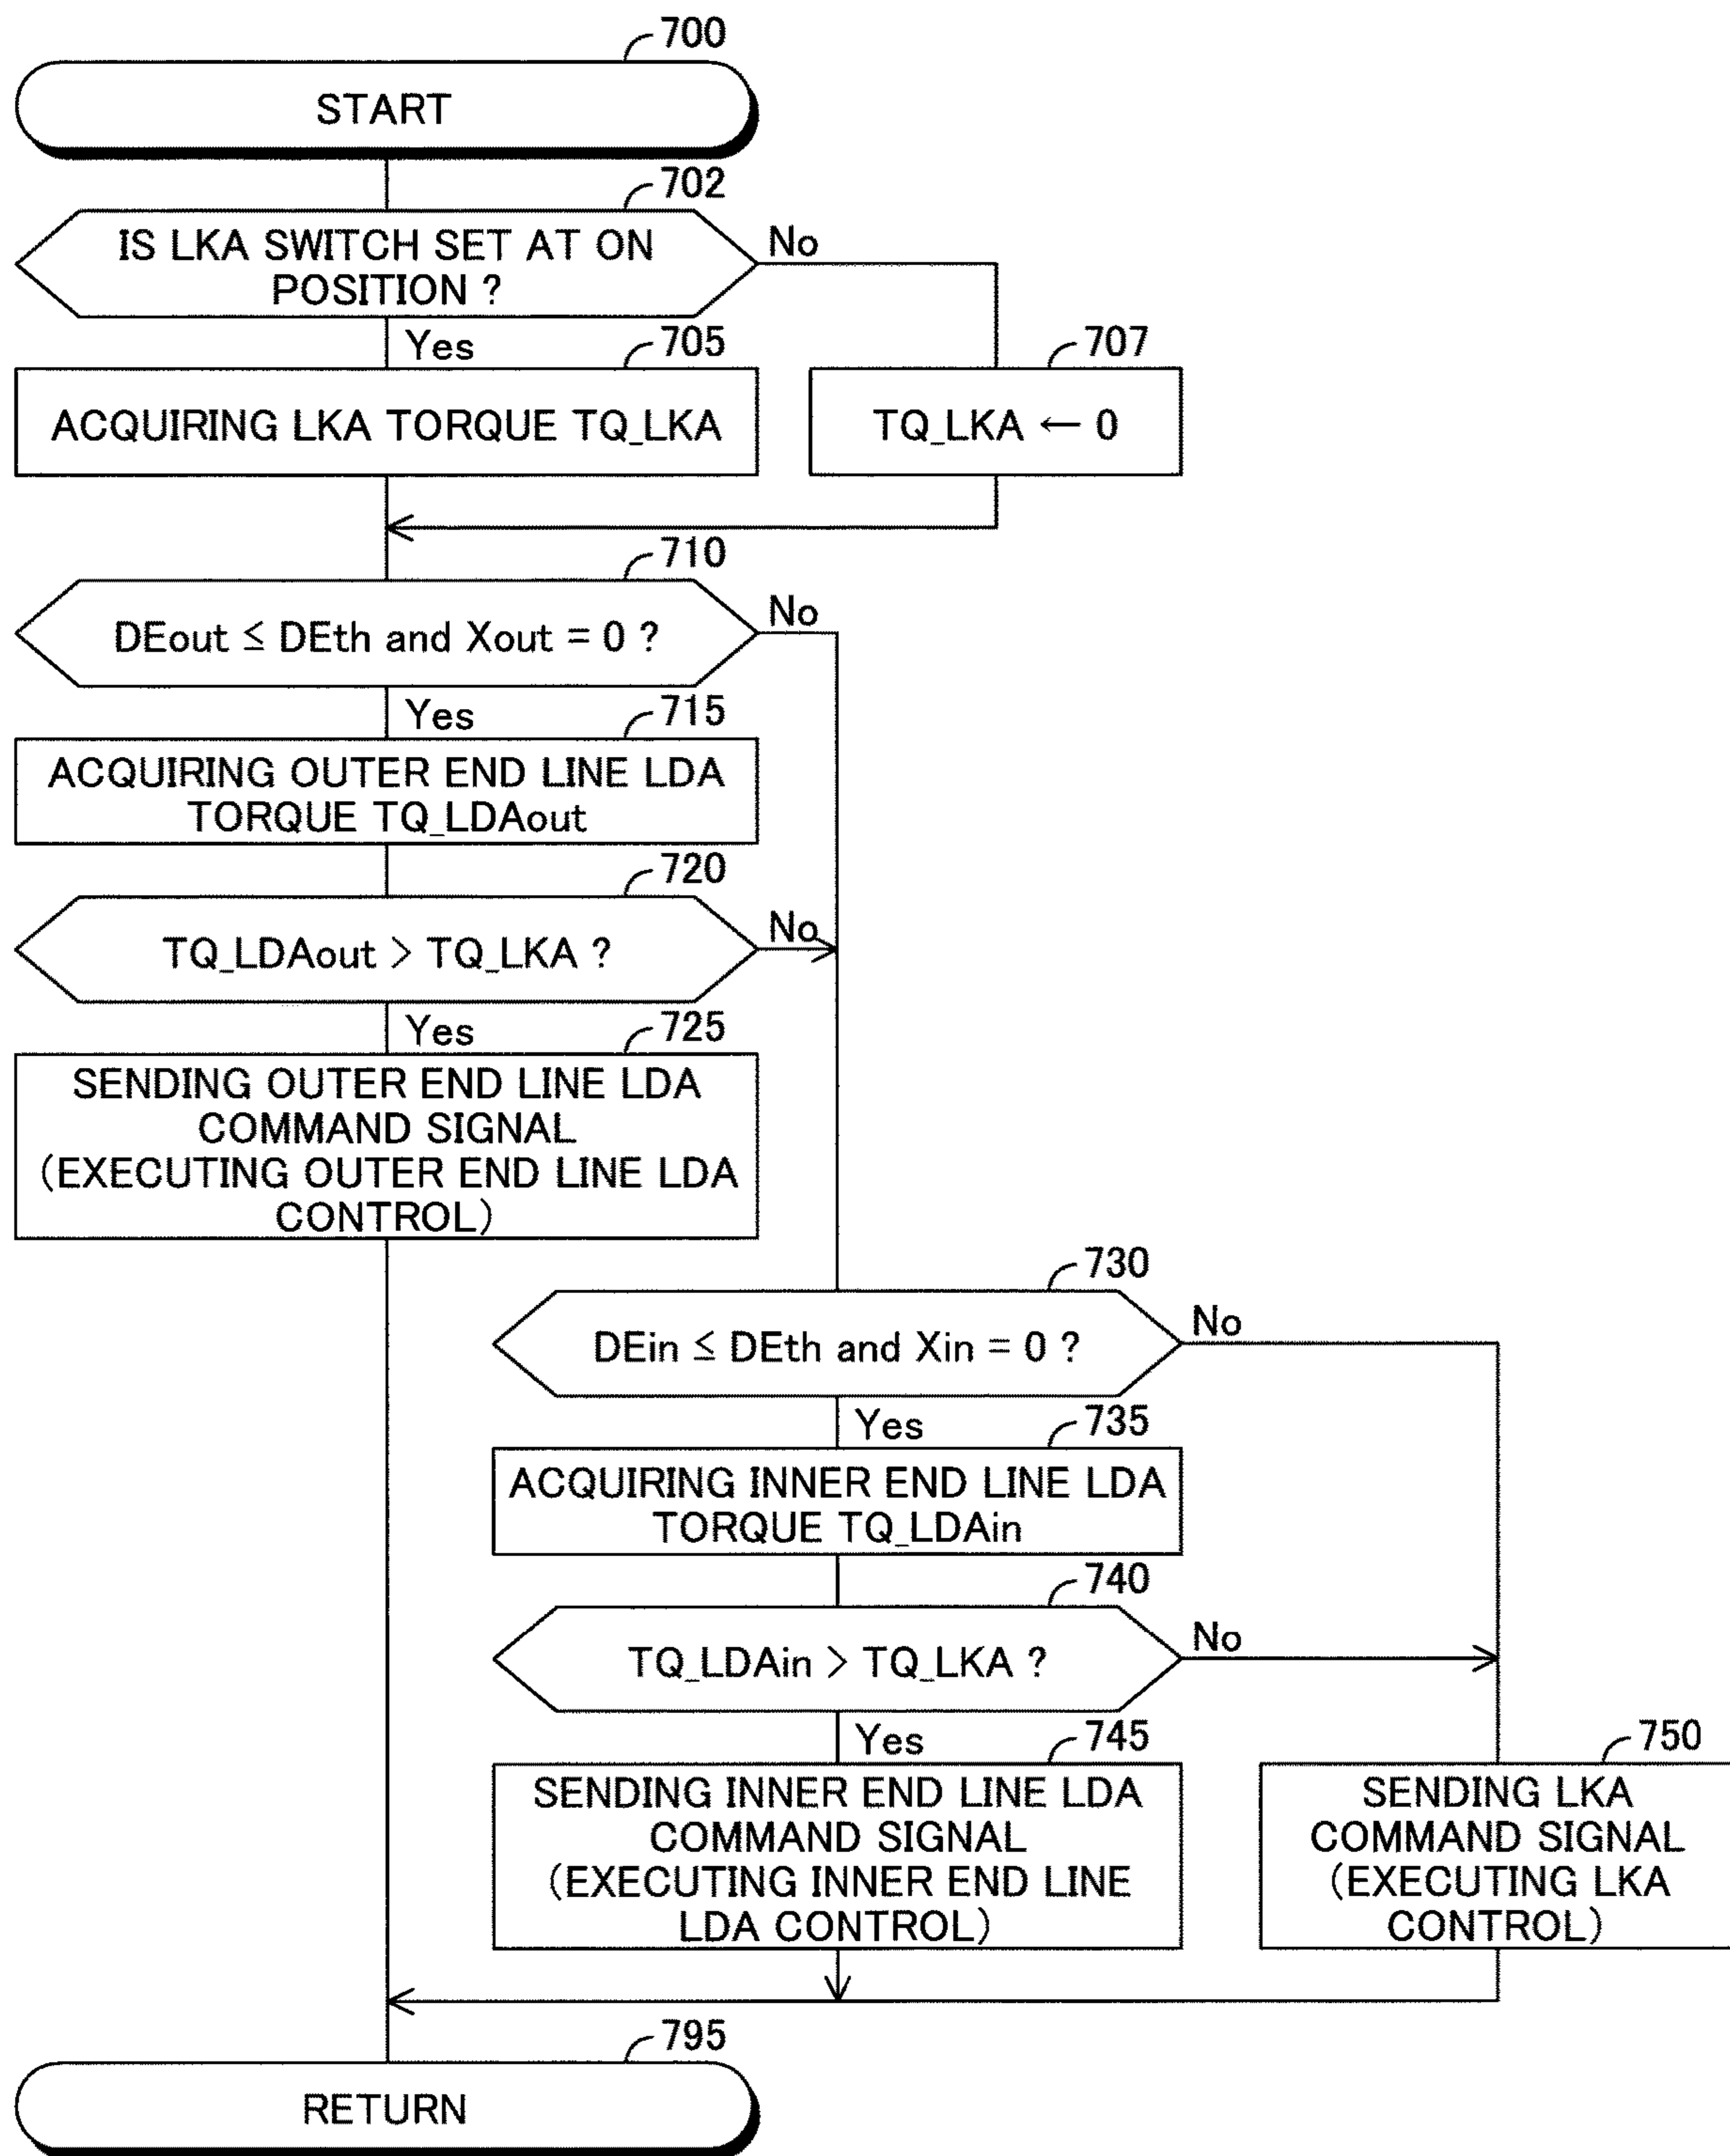 700
START
702
IS LKA SWITCH SET AT ON
POSITION ?
No
Yes
705
ACQUIRING LKA TORQUE TQ_LKA
707
TQ_LKA ← 0
710
DEout ≤ DEth and Xout = 0 ?
No
Yes
715
ACQUIRING OUTER END LINE LDA
TORQUE TQ_LDAout
720
TQ_LDAout > TQ_LKA ?
No
Yes
725
SENDING OUTER END LINE LDA
COMMAND SIGNAL
(EXECUTING OUTER END LINE LDA
CONTROL)
730
DEin ≤ DEth and Xin = 0 ?
No
Yes
735
ACQUIRING INNER END LINE LDA
TORQUE TQ_LDAin
740
TQ_LDAin > TQ_LKA ?
No
Yes
745
SENDING INNER END LINE LDA
COMMAND SIGNAL
(EXECUTING INNER END LINE
LDA CONTROL)
750
SENDING LKA
COMMAND SIGNAL
(EXECUTING LKA
CONTROL)
795
RETURN